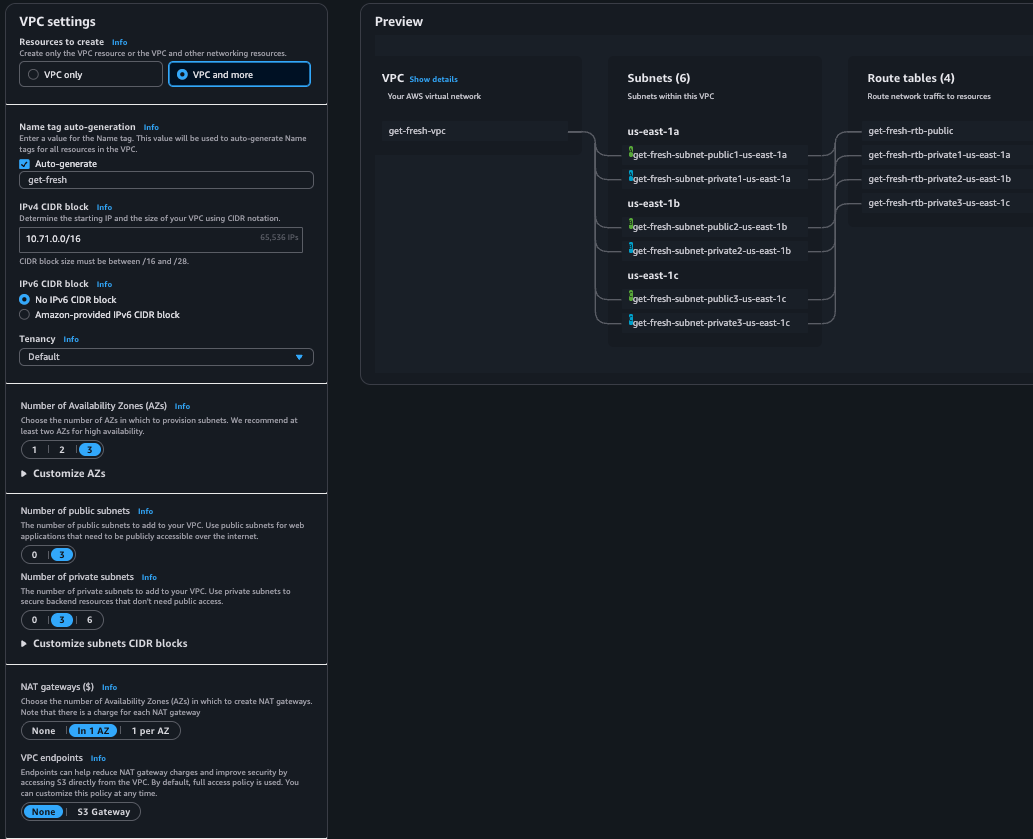 VPC settings
Resources to create Info
Create only the VPC resource or the VPC and other networking resources.
VPC only
VPC and more
Name tag auto-generation Info
Enter a value for the Name tag. This value will be used to auto-generate Name
tags for all resources in the VPC.
Auto-generate
get-fresh
IPv4 CIDR block Info
Determine the starting IP and the size of your VPC using CIDR notation.
10.71.0.0/16 65,536 IPs
CIDR block size must be between /16 and /28.
IPv6 CIDR block Info
No IPv6 CIDR block
Amazon-provided IPv6 CIDR block
Tenancy Info
Default
Number of Availability Zones (AZs) Info
Choose the number of AZs in which to provision subnets. We recommend at
least two AZs for high availability.
1 2 3
Customize AZs
Number of public subnets Info
The number of public subnets to add to your VPC. Use public subnets for web
applications that need to be publicly accessible over the internet.
0 3
Number of private subnets Info
The number of private subnets to add to your VPC. Use private subnets to
secure backend resources that don't need public access.
0 3 6
Customize subnets CIDR blocks
NAT gateways ($) Info
Choose the number of Availability Zones (AZs) in which to create NAT gateways.
Note that there is a charge for each NAT gateway
None In 1 AZ 1 per AZ
VPC endpoints Info
Endpoints can help reduce NAT gateway charges and improve security by
accessing S3 directly from the VPC. By default, full access policy is used. You
can customize this policy at any time.
None S3 Gateway
Preview
VPC Show details
Your AWS virtual network
get-fresh-vpc
Subnets (6)
Subnets within this VPC
us-east-1a
get-fresh-subnet-public1-us-east-1a
get-fresh-subnet-private1-us-east-1a
us-east-1b
get-fresh-subnet-public2-us-east-1b
get-fresh-subnet-private2-us-east-1b
us-east-1c
get-fresh-subnet-public3-us-east-1c
get-fresh-subnet-private3-us-east-1c
Route tables (4)
Route network traffic to resources
get-fresh-rtb-public
get-fresh-rtb-private1-us-east-1a
get-fresh-rtb-private2-us-east-1b
get-fresh-rtb-private3-us-east-1c